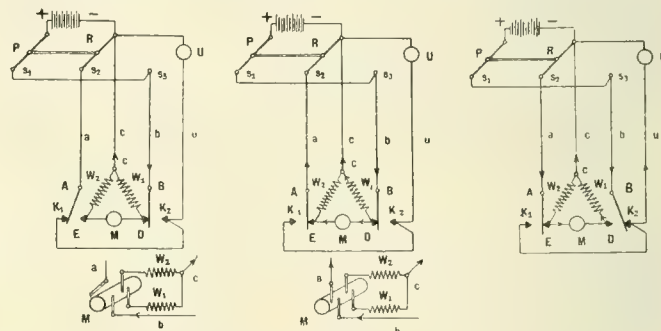 + −
P R U
S1 S2 S3
a c b u
A C B
W2 W1
K1 K2
E M D
a W2 c
W1
M b
+ −
P R U
S1 S2 S3
a c b u
A C B
W2 W1
K1 K2
E M D
B W2 c
W1
M b
+ −
P R U
S1 S2 S3
a c b u
A C B
W2 W1
K1 K2
E M D